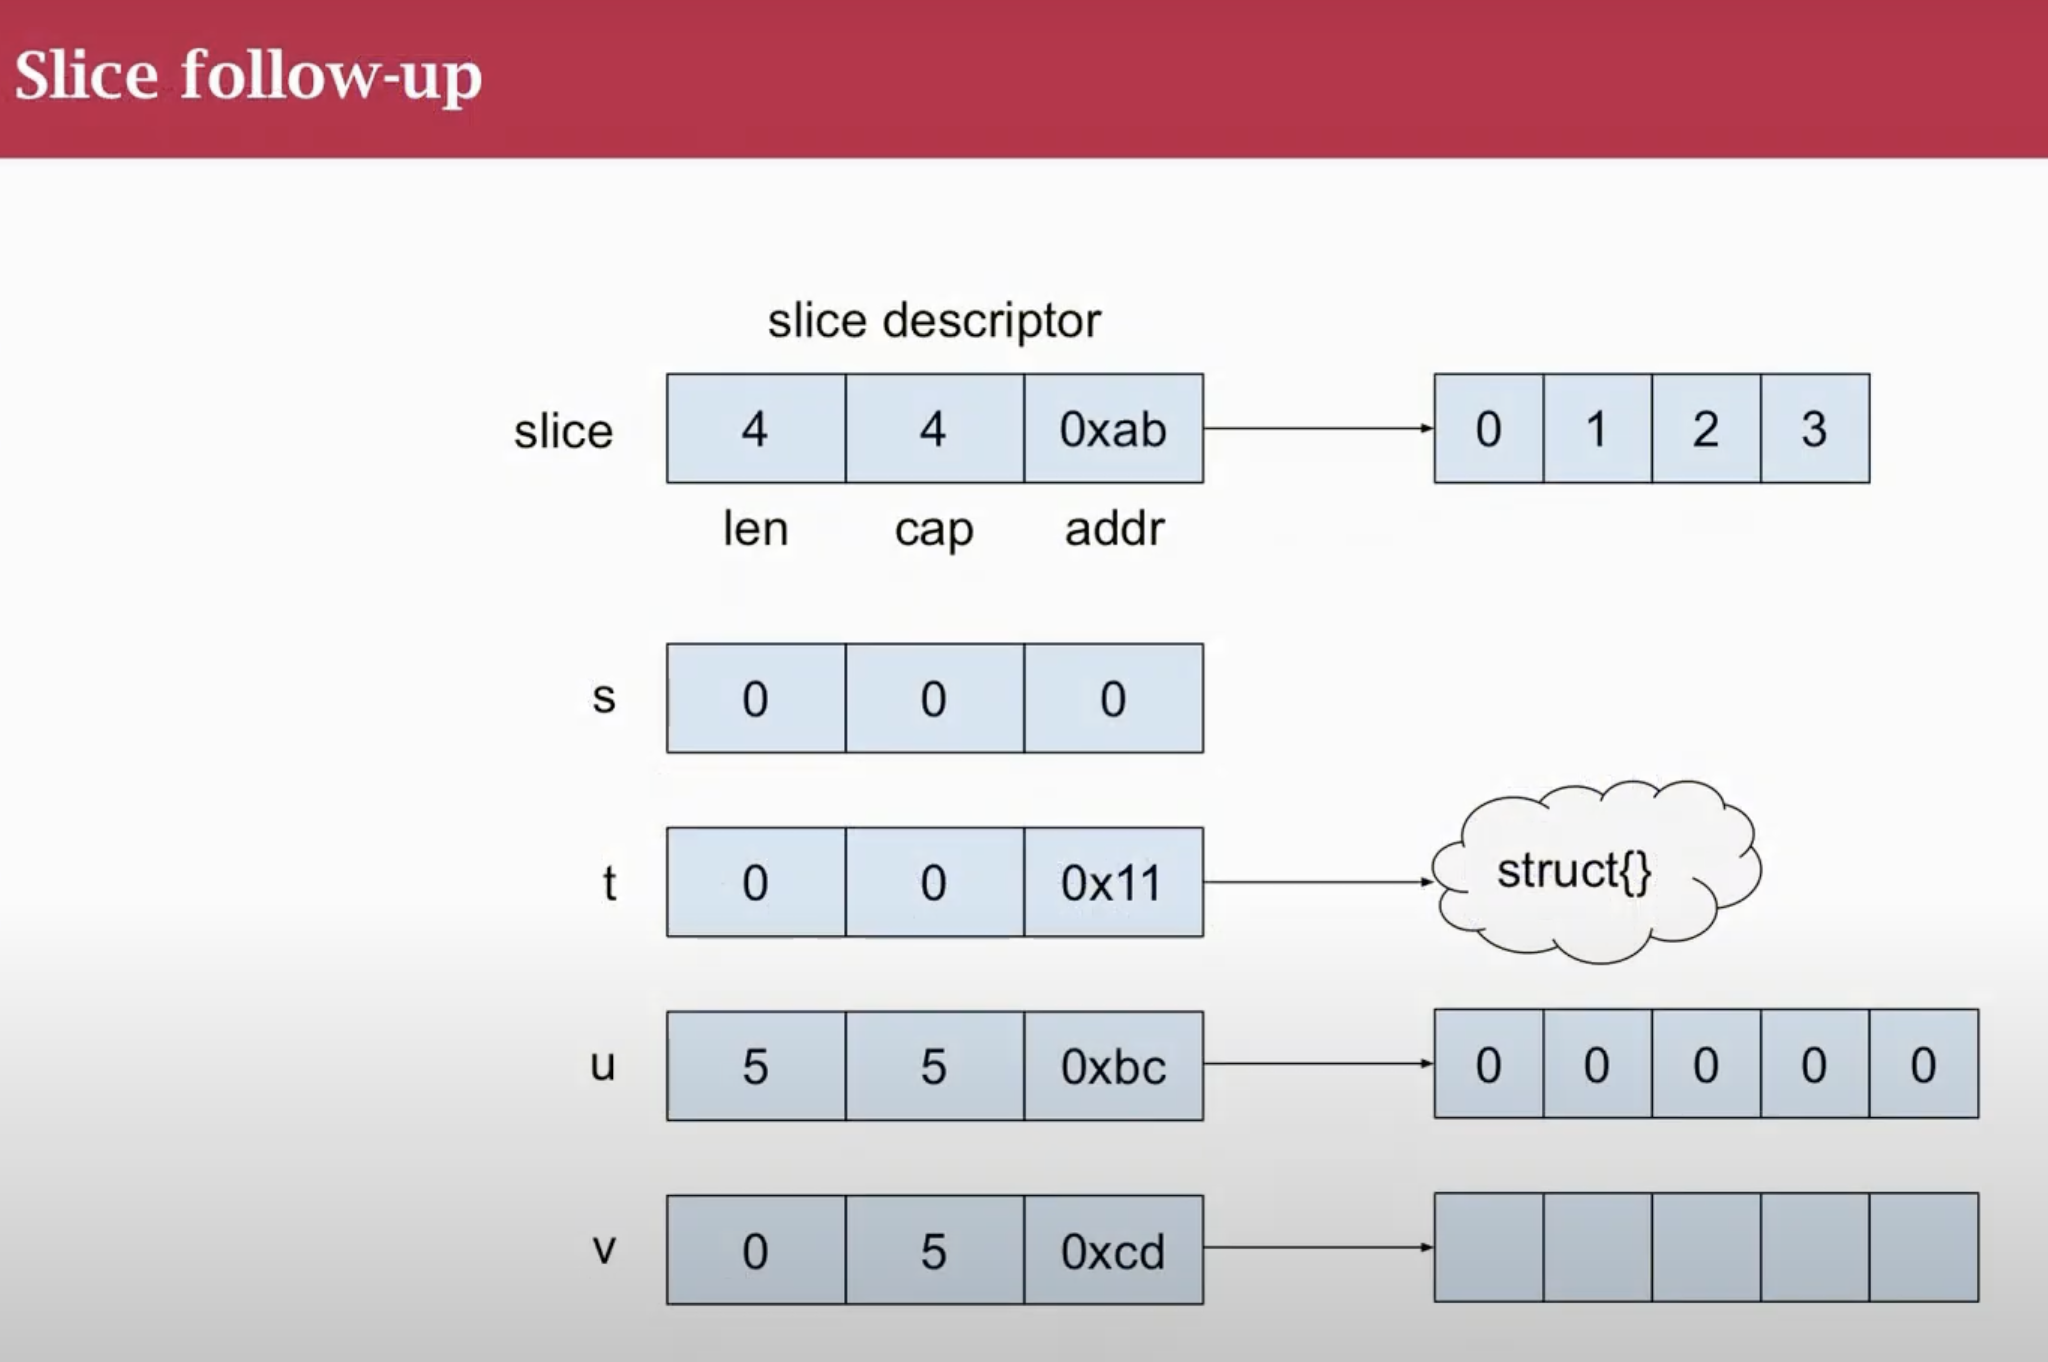 Slice follow-up
slice descriptor
slice 4 4 0xab 0 1 2 3
len cap addr
s 0 0 0
t 0 0 0x11 struct{}
u 5 5 0xbc 0 0 0 0 0
v 0 5 0xcd